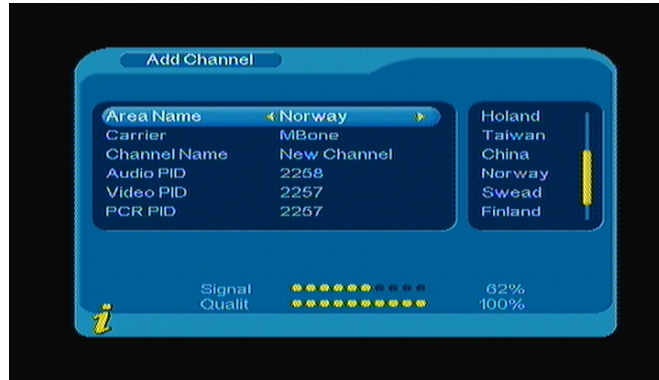 Add Channel
Area Name Norway
Carrier MBone
Channel Name New Channel
Audio PID 2258
Video PID 2257
PCR PID 2257
Holand
Taiwan
China
Norway
Swead
Finland
Signal 62%
Qualit 100%
i